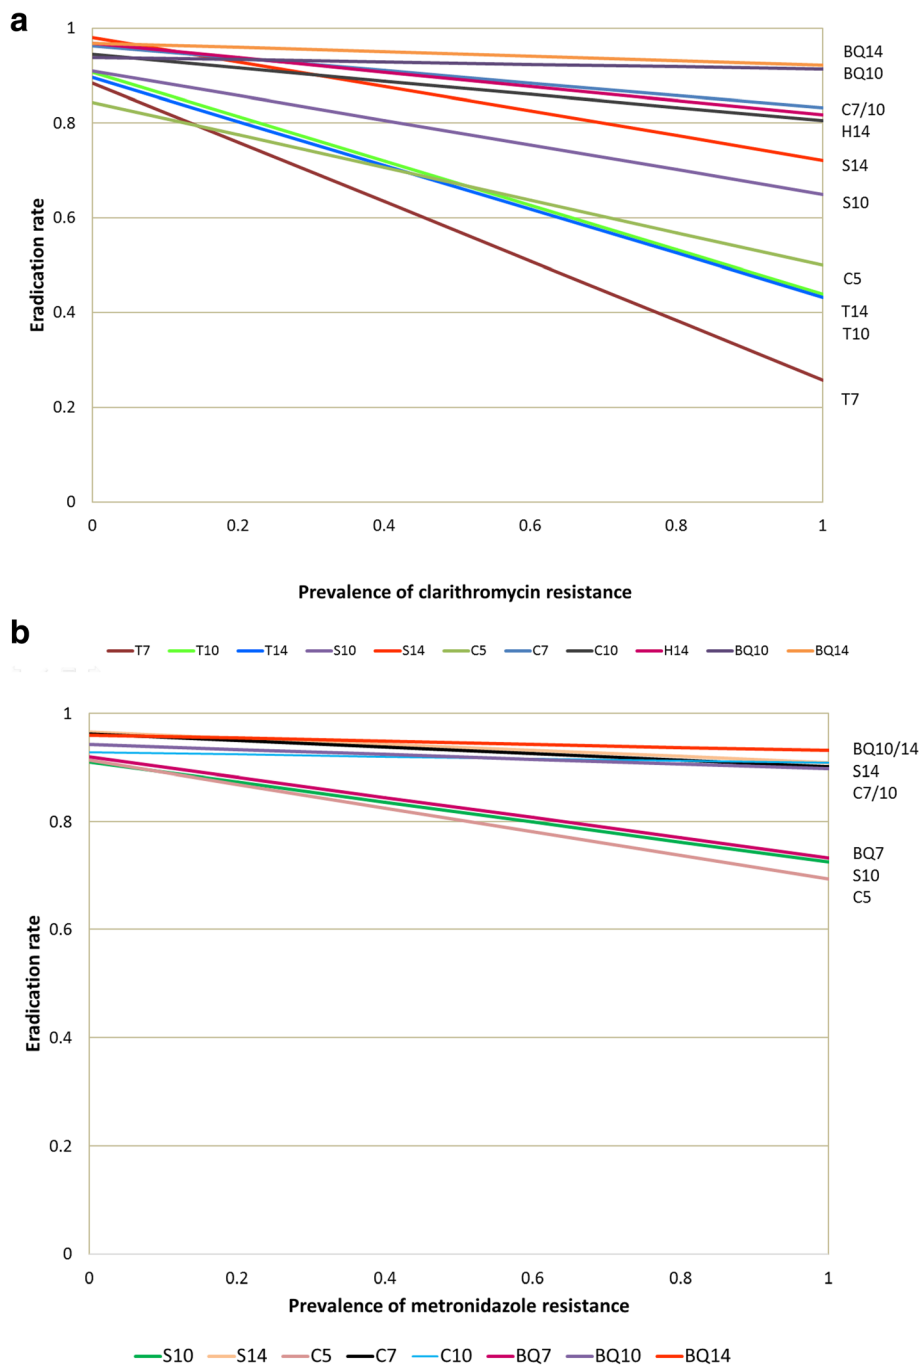 a
1
0.8
0.6
0.4
0.2
0
Eradication rate
0 0.2 0.4 0.6 0.8 1
Prevalence of clarithromycin resistance
BQ14
BQ10
C7/10
H14
S14
S10
C5
T14
T10
T7
b
T7 T10 T14 S10 S14 C5 C7 C10 H14 BQ10 BQ14
1
0.8
0.6
0.4
0.2
0
Eradication rate
0 0.2 0.4 0.6 0.8 1
Prevalence of metronidazole resistance
BQ10/14
S14
C7/10
BQ7
S10
C5
S10 S14 C5 C7 C10 BQ7 BQ10 BQ14